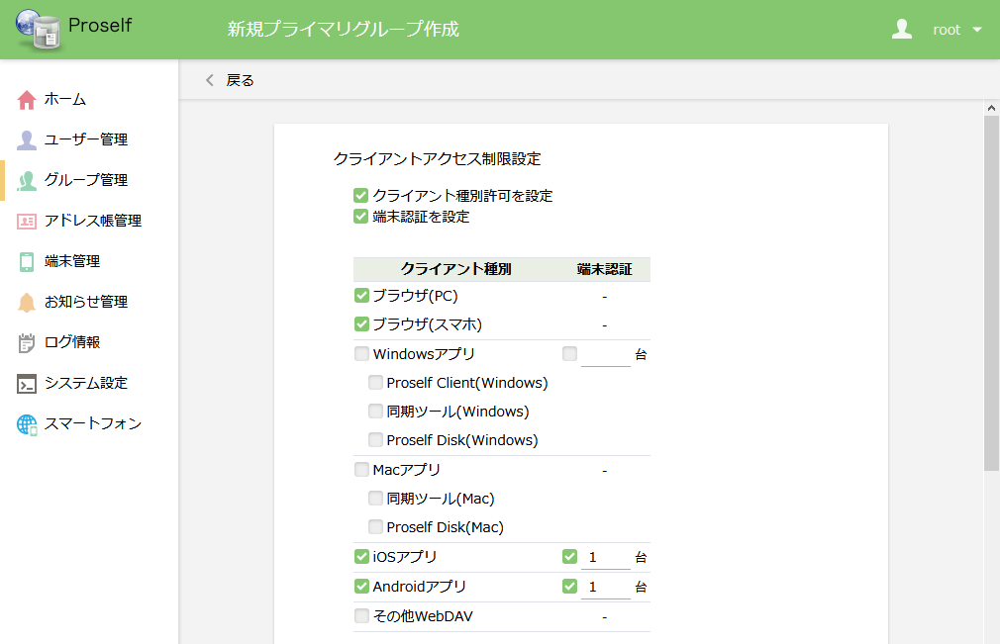 Proself
新規プライマリグループ作成
root
戻る
ホーム
ユーザー管理
グループ管理
アドレス帳管理
端末管理
お知らせ管理
ログ情報
システム設定
スマートフォン
クライアントアクセス制限設定
クライアント種別許可を設定
端末認証を設定
クライアント種別 端末認証
ブラウザ(PC) -
ブラウザ(スマホ) -
Windowsアプリ 台
Proself Client(Windows)
同期ツール(Windows)
Proself Disk(Windows)
Macアプリ -
同期ツール(Mac)
Proself Disk(Mac)
iOSアプリ 1 台
Androidアプリ 1 台
その他WebDAV -